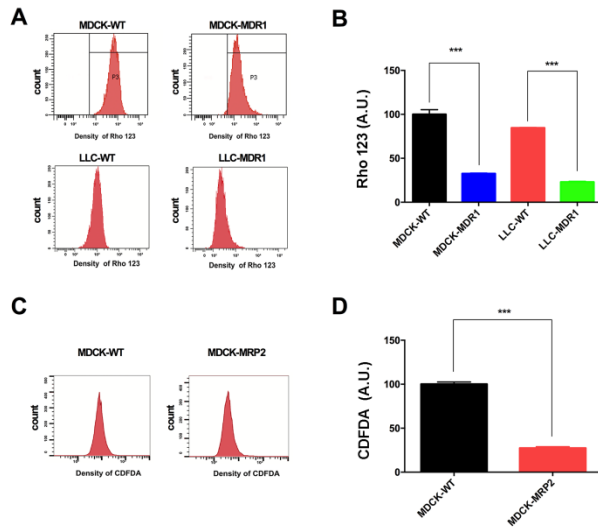 A
MDCK-WT
MDCK-MDR1
count
count
P3
P3
Density of Rho 123
Density of Rho 123
LLC-WT
LLC-MDR1
count
count
Density of Rho 123
Density of Rho 123
B
Rho 123 (A.U.)
150
100
50
0
***
***
MDCK-WT
MDCK-MDR1
LLC-WT
LLC-MDR1
C
MDCK-WT
MDCK-MRP2
count
count
Density of CDFDA
Density of CDFDA
D
CDFDA (A.U.)
150
100
50
0
***
MDCK-WT
MDCK-MRP2